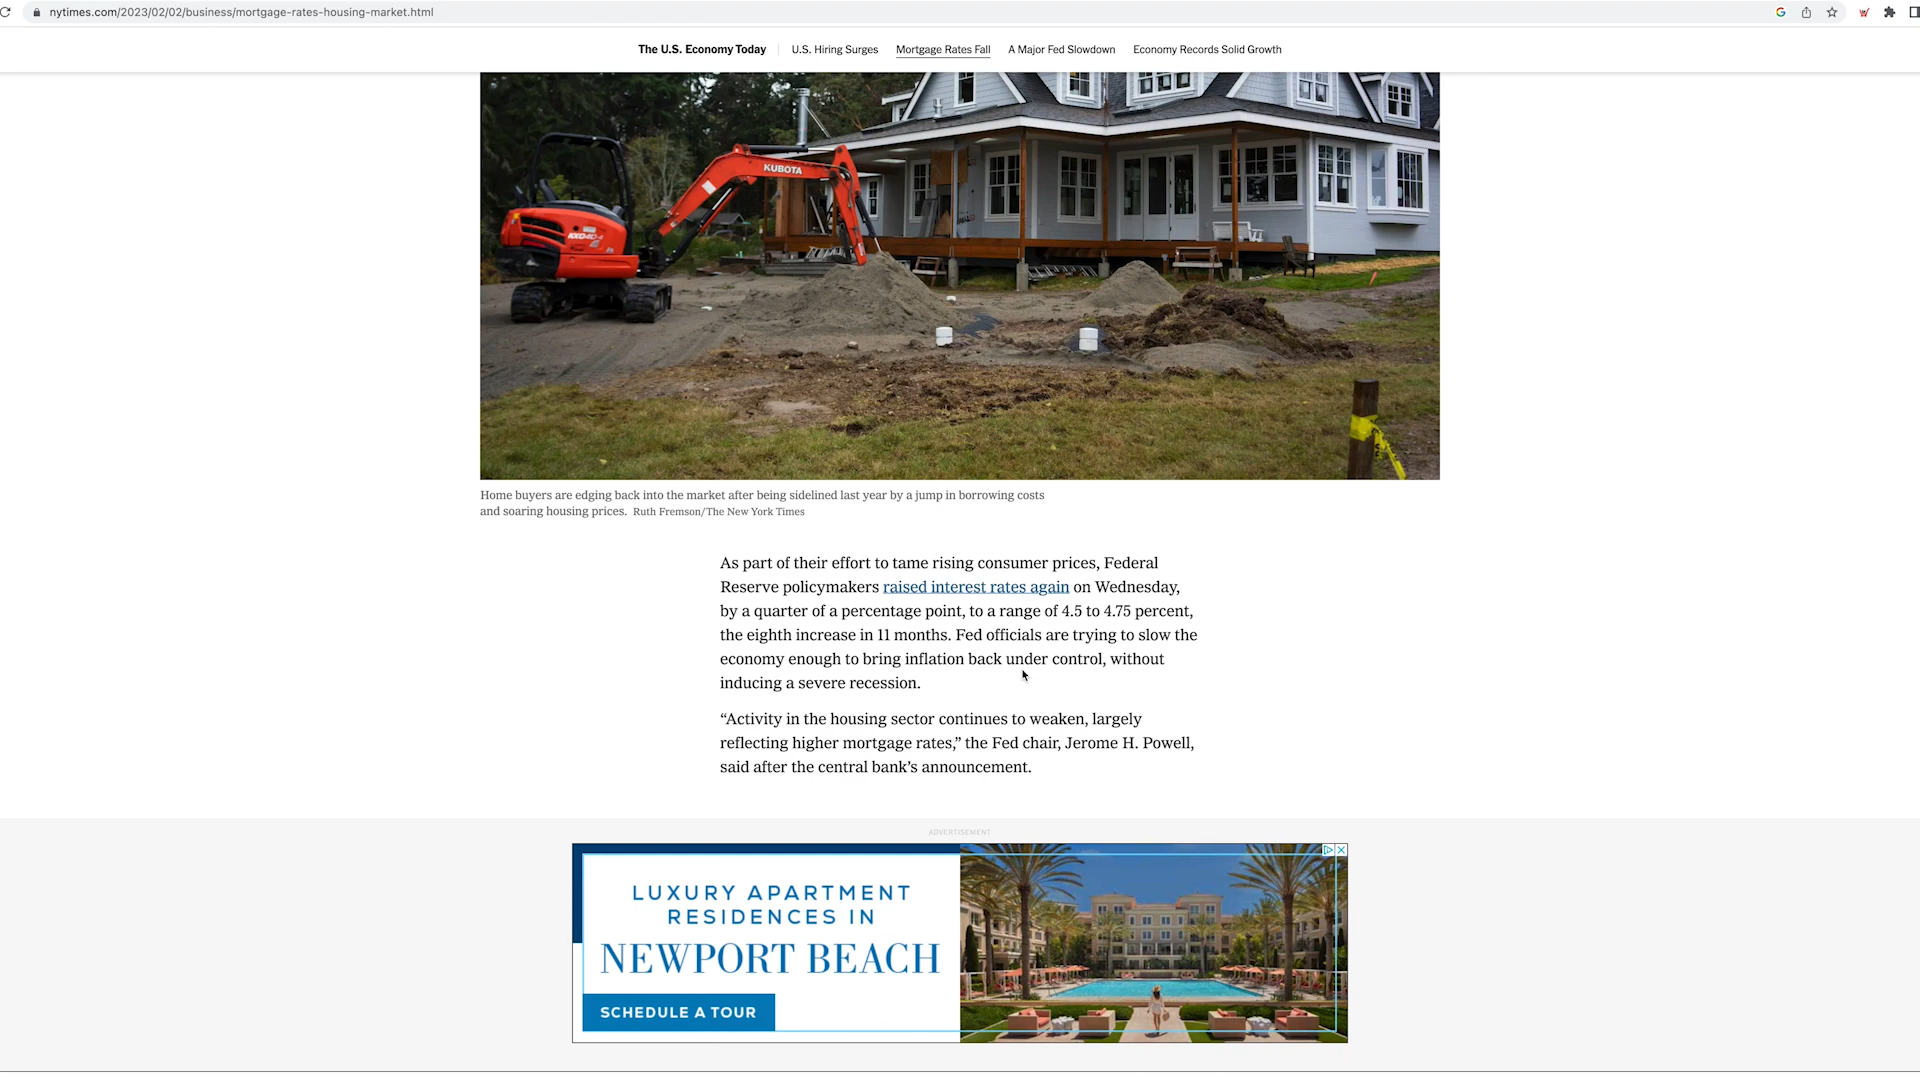 nytimes.com/2023/02/02/business/mortgage-rates-housing-market.html
The U.S. Economy Today
U.S. Hiring Surges
Mortgage Rates Fall
A Major Fed Slowdown
Economy Records Solid Growth
KUBOTA
Home buyers are edging back into the market after being sidelined last year by a jump in borrowing costs
and soaring housing prices. Ruth Fremson/The New York Times
As part of their effort to tame rising consumer prices, Federal
Reserve policymakers raised interest rates again on Wednesday,
by a quarter of a percentage point, to a range of 4.5 to 4.75 percent,
the eighth increase in 11 months. Fed officials are trying to slow the
economy enough to bring inflation back under control, without
inducing a severe recession.
“Activity in the housing sector continues to weaken, largely
reflecting higher mortgage rates,” the Fed chair, Jerome H. Powell,
said after the central bank’s announcement.
ADVERTISEMENT
LUXURY APARTMENT
RESIDENCES IN
NEWPORT BEACH
SCHEDULE A TOUR